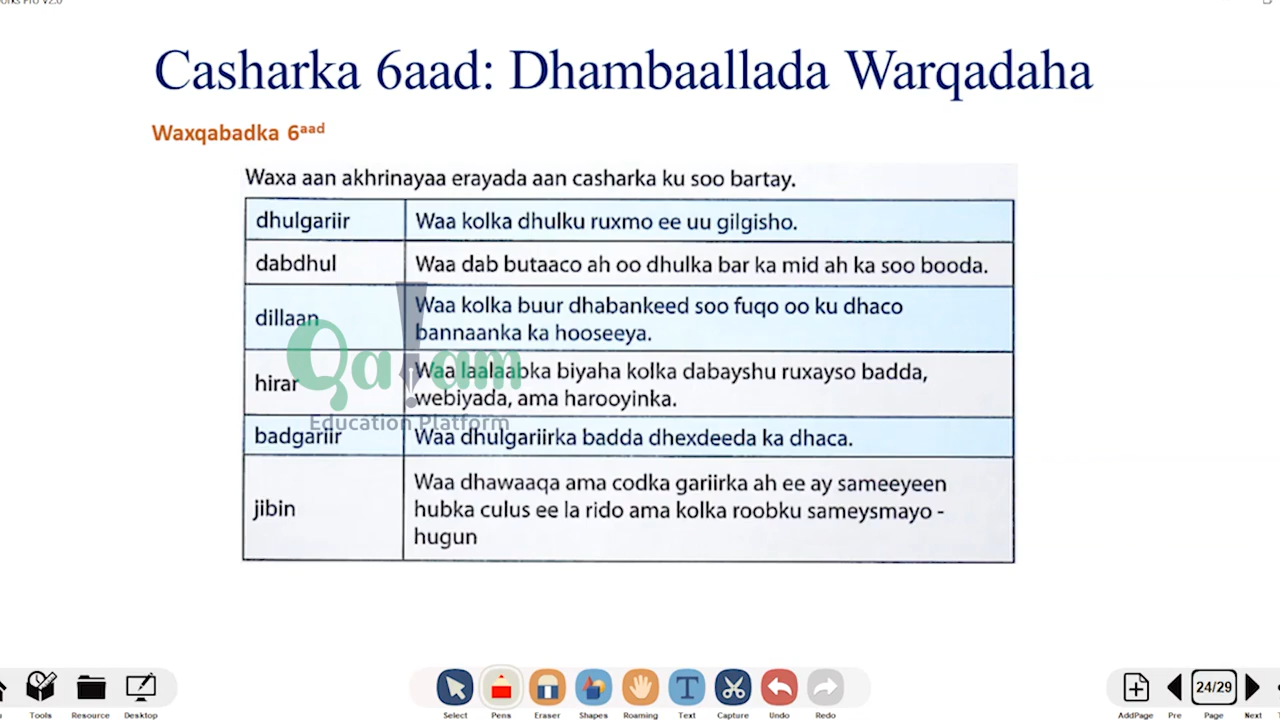 Casharka 6aad: Dhambaallada Warqadaha
Waxqabadka 6aad
Waxa aan akhrinayaa erayada aan casharka ku soo bartay.
dhulgariir Waa kolka dhulku ruxmo ee uu gilgisho.
dabdhul Waa dab butaaco ah oo dhulka bar ka mid ah ka soo booda.
dillaan Waa kolka buur dhabankeed soo fuqo oo ku dhaco
bannaanka ka hooseeya.
hirar Waa laalaabka biyaha kolka dabayshu ruxayso badda,
webiyada, ama harooyinka.
badgariir Waa dhulgariirka badda dhexdeeda ka dhaca.
jibin Waa dhawaaqa ama codka gariirka ah ee ay sameeyeen
hubka culus ee la rido ama kolka roobku sameysmayo -
hugun
Qalam
Education Platform
Tools Resource Desktop Select Pens Eraser Shapes Roaming Text Capture Undo Redo AddPage Pre Page Next
24/29